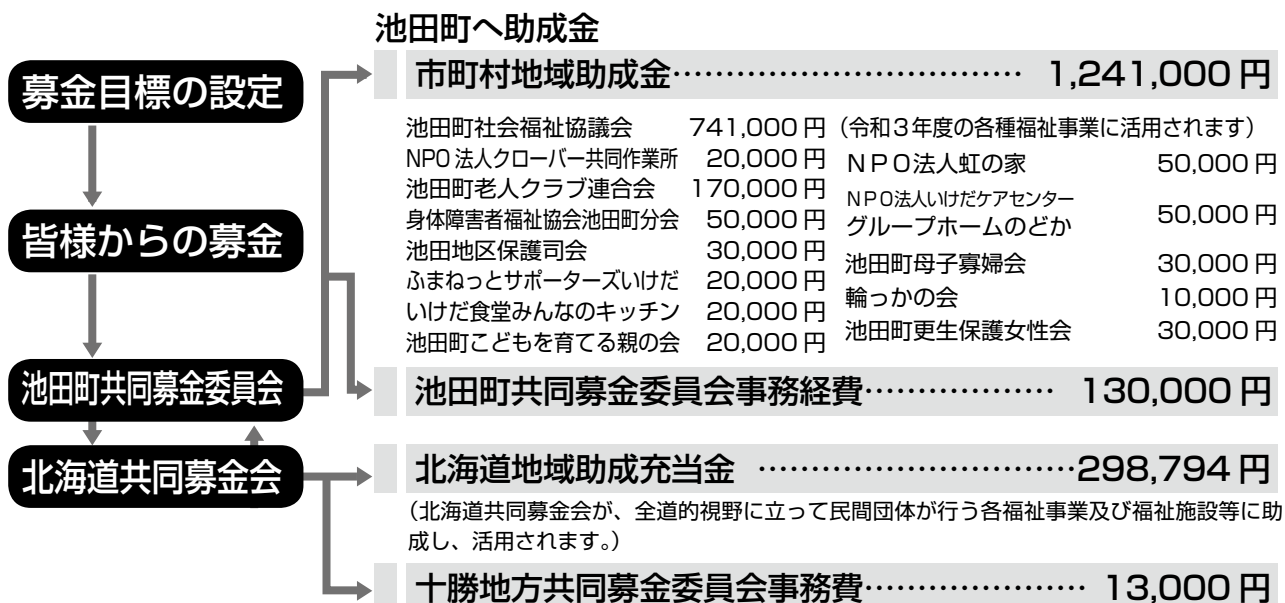 池田町へ助成金
募金目標の設定
皆様からの募金
池田町共同募金委員会
北海道共同募金会
市町村地域助成金…………………………… 1,241,000 円
池田町社会福祉協議会 741,000 円（令和３年度の各種福祉事業に活用されます）
NPO 法人クローバー共同作業所 20,000 円
池田町老人クラブ連合会 170,000 円
身体障害者福祉協会池田町分会 50,000 円
池田地区保護司会 30,000 円
ふまねっとサポーターズいけだ 20,000 円
いけだ食堂みんなのキッチン 20,000 円
池田町こどもを育てる親の会 20,000 円
ＮＰＯ法人虹の家 50,000 円
ＮＰＯ法人いけだケアセンター
グループホームのどか 50,000 円
池田町母子寡婦会 30,000 円
輪っかの会 10,000 円
池田町更生保護女性会 30,000 円
池田町共同募金委員会事務経費……………… 130,000 円
北海道地域助成充当金 …………………………298,794 円
（北海道共同募金会が、全道的視野に立って民間団体が行う各福祉事業及び福祉施設等に助
成し、活用されます。）
十勝地方共同募金委員会事務費………………… 13,000 円